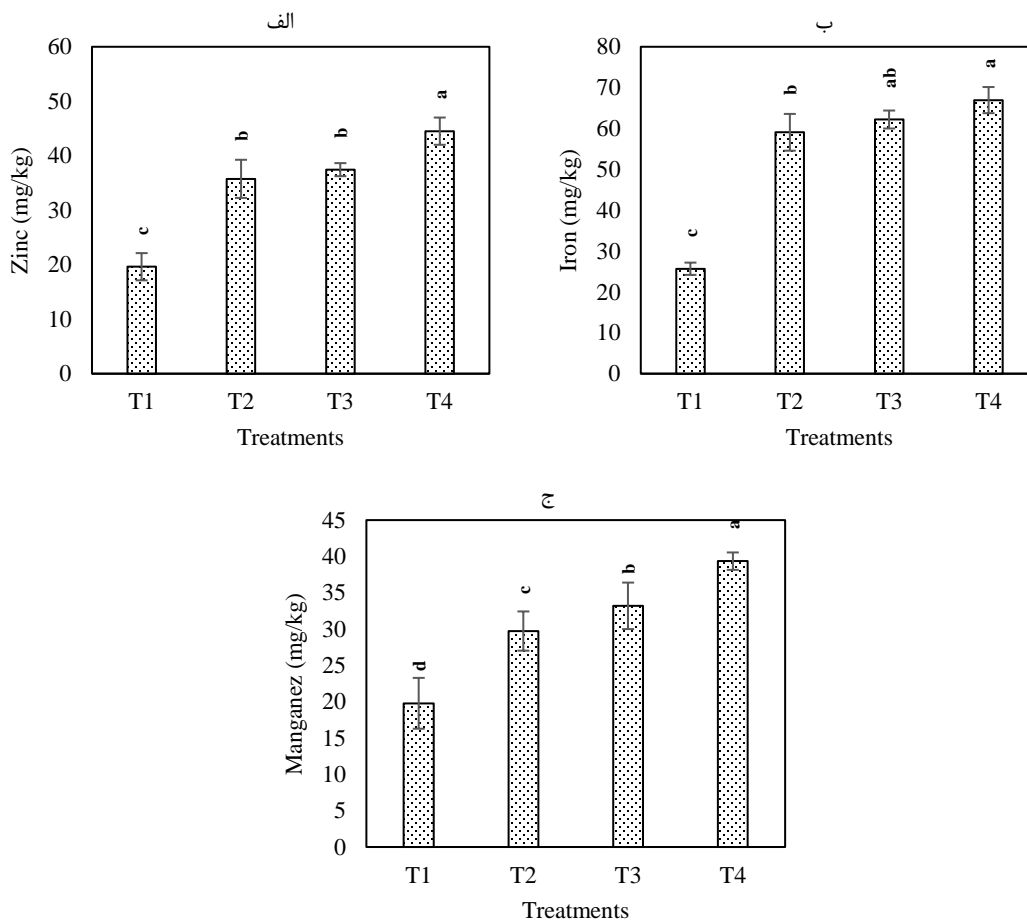 الف
60
50
40
30
20
10
0
Zinc (mg/kg)
c
b
b
a
T1 T2 T3 T4
Treatments
ب
80
70
60
50
40
30
20
10
0
Iron (mg/kg)
c
b
ab
a
T1 T2 T3 T4
Treatments
ج
45
40
35
30
25
20
15
10
5
0
Manganez (mg/kg)
d
c
b
a
T1 T2 T3 T4
Treatments